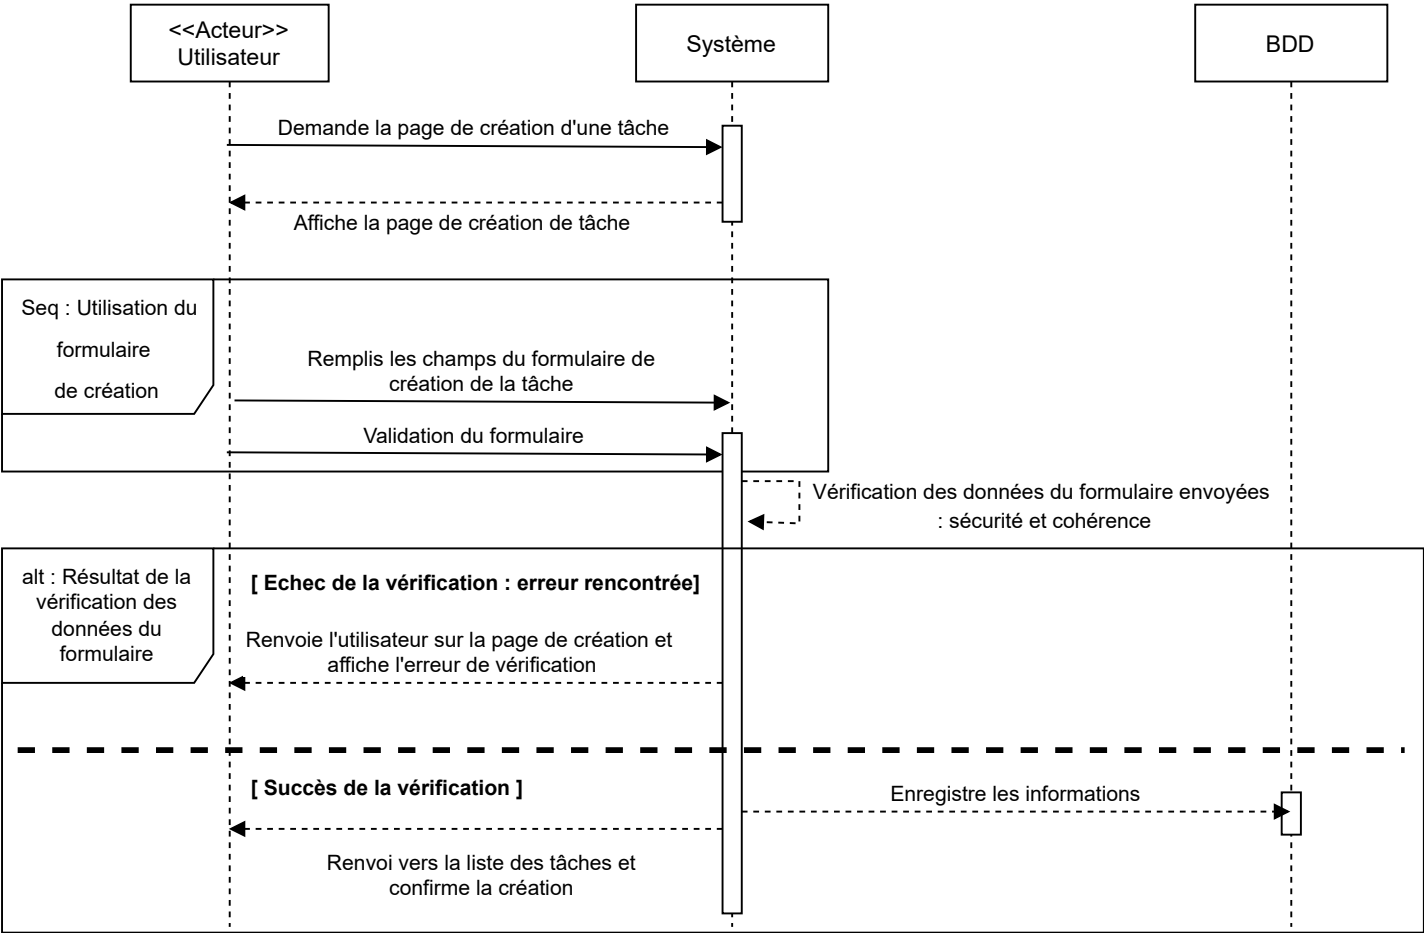 <<Acteur>>
Utilisateur
Système
BDD
Demande la page de création d'une tâche
Affiche la page de création de tâche
Seq : Utilisation du
formulaire
de création
Remplis les champs du formulaire de
création de la tâche
Validation du formulaire
Vérification des données du formulaire envoyées
: sécurité et cohérence
alt : Résultat de la
vérification des
données du
formulaire
[ Echec de la vérification : erreur rencontrée]
Renvoie l'utilisateur sur la page de création et
affiche l'erreur de vérification
[ Succès de la vérification ]
Enregistre les informations
Renvoi vers la liste des tâches et
confirme la création